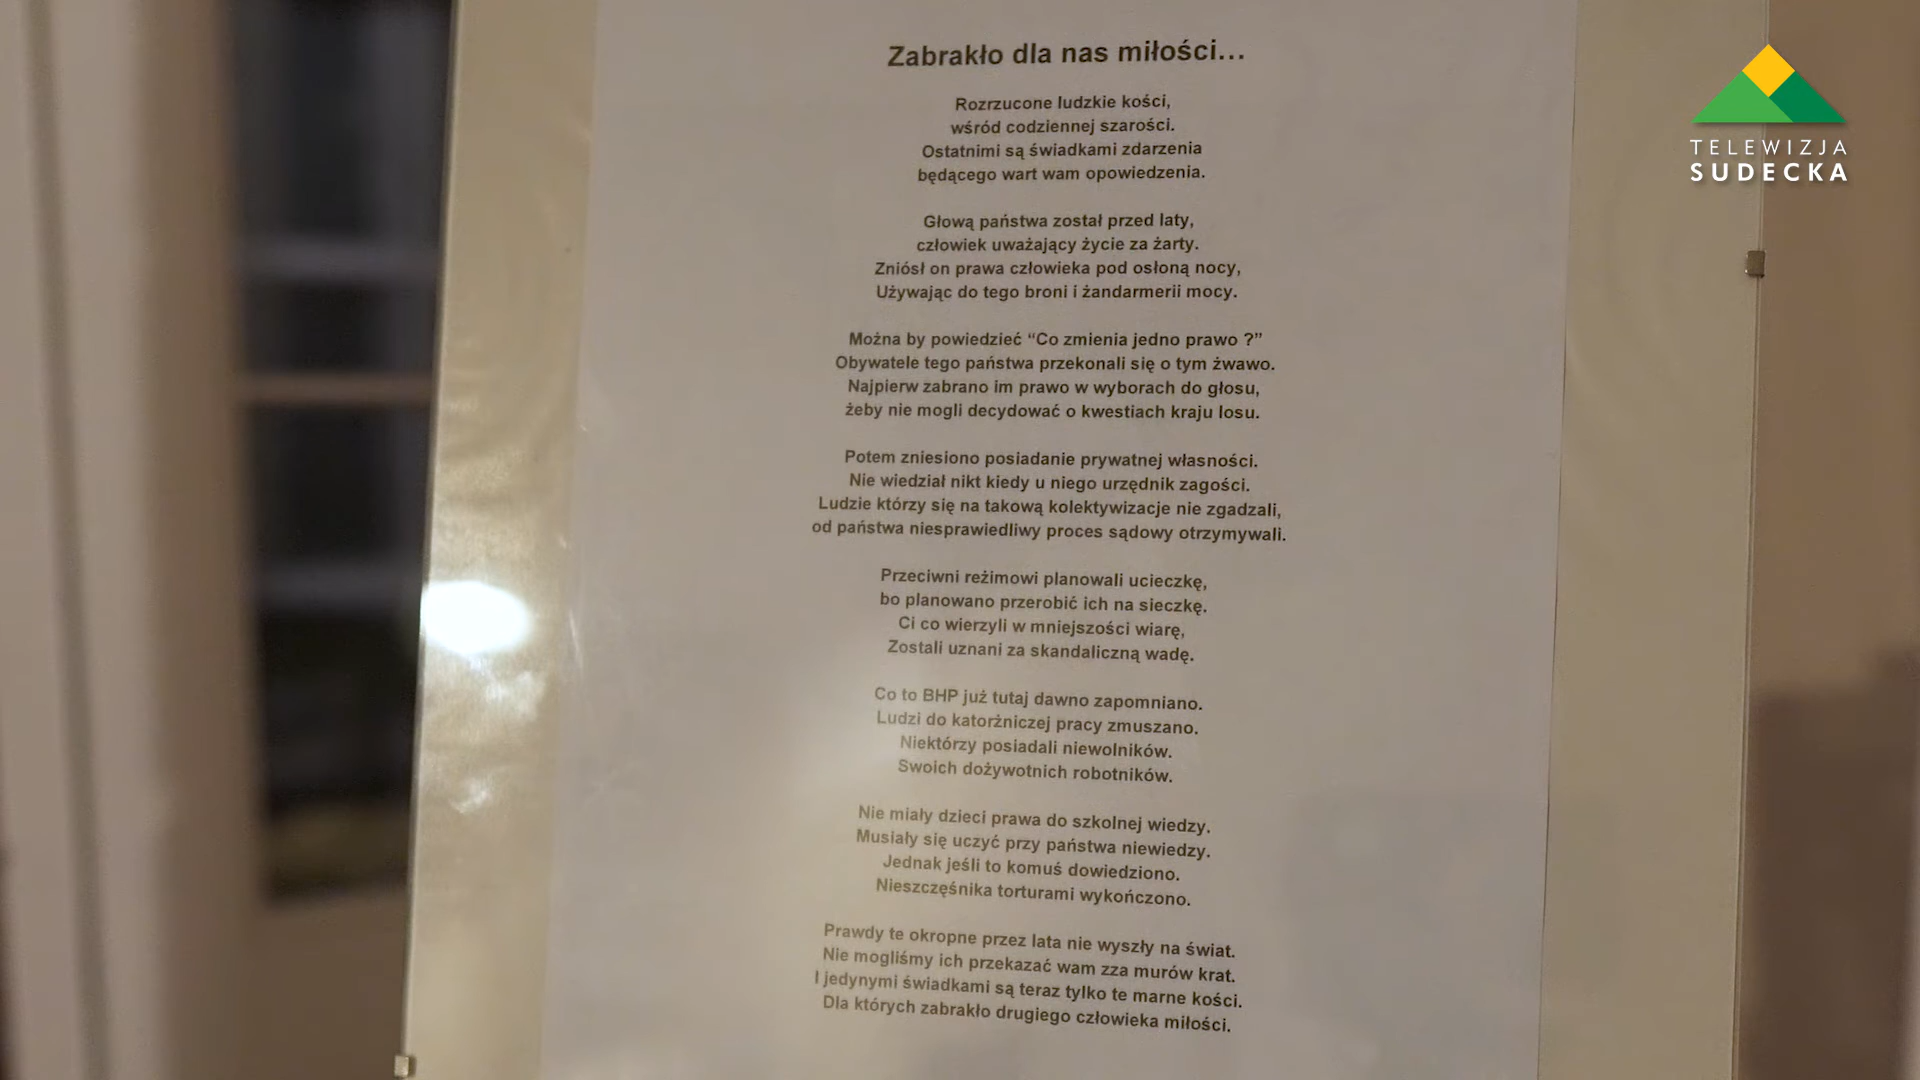 Zabrakło dla nas miłości...
Rozrzucone ludzkie kości,
wśród codziennej szarości.
Ostatnimi są świadkami zdarzenia
będącego wart wam opowiedzenia.
Głową państwa został przed laty,
człowiek uważający życie za żarty.
Zniósł on prawa człowieka pod osłoną nocy,
Używając do tego broni i żandarmerii mocy.
Można by powiedzieć “Co zmienia jedno prawo ?”
Obywatele tego państwa przekonali się o tym żwawo.
Najpierw zabrano im prawo w wyborach do głosu,
żeby nie mogli decydować o kwestiach kraju losu.
Potem zniesiono posiadanie prywatnej własności.
Nie wiedział nikt kiedy u niego urzędnik zagości.
Ludzie którzy się na takową kolektywizacje nie zgadzali,
od państwa niesprawiedliwy proces sądowy otrzymywali.
Przeciwni reżimowi planowali ucieczkę,
bo planowano przerobić ich na sieczkę.
Ci co wierzyli w mniejszości wiarę,
Zostali uznani za skandaliczną wadę.
Co to BHP już tutaj dawno zapomniano.
Ludzi do katorżniczej pracy zmuszano.
Niektórzy posiadali niewolników.
Swoich dożywotnich robotników.
Nie miały dzieci prawa do szkolnej wiedzy.
Musiały się uczyć przy państwa niewiedzy.
Jednak jeśli to komuś dowiedziono.
Nieszczęśnika torturami wykończono.
Prawdy te okropne przez lata nie wyszły na świat.
Nie mogliśmy ich przekazać wam zza murów krat.
I jedynymi świadkami są teraz tylko te marne kości.
Dla których zabrakło drugiego człowieka miłości.
TELEWIZJA
SUDECKA